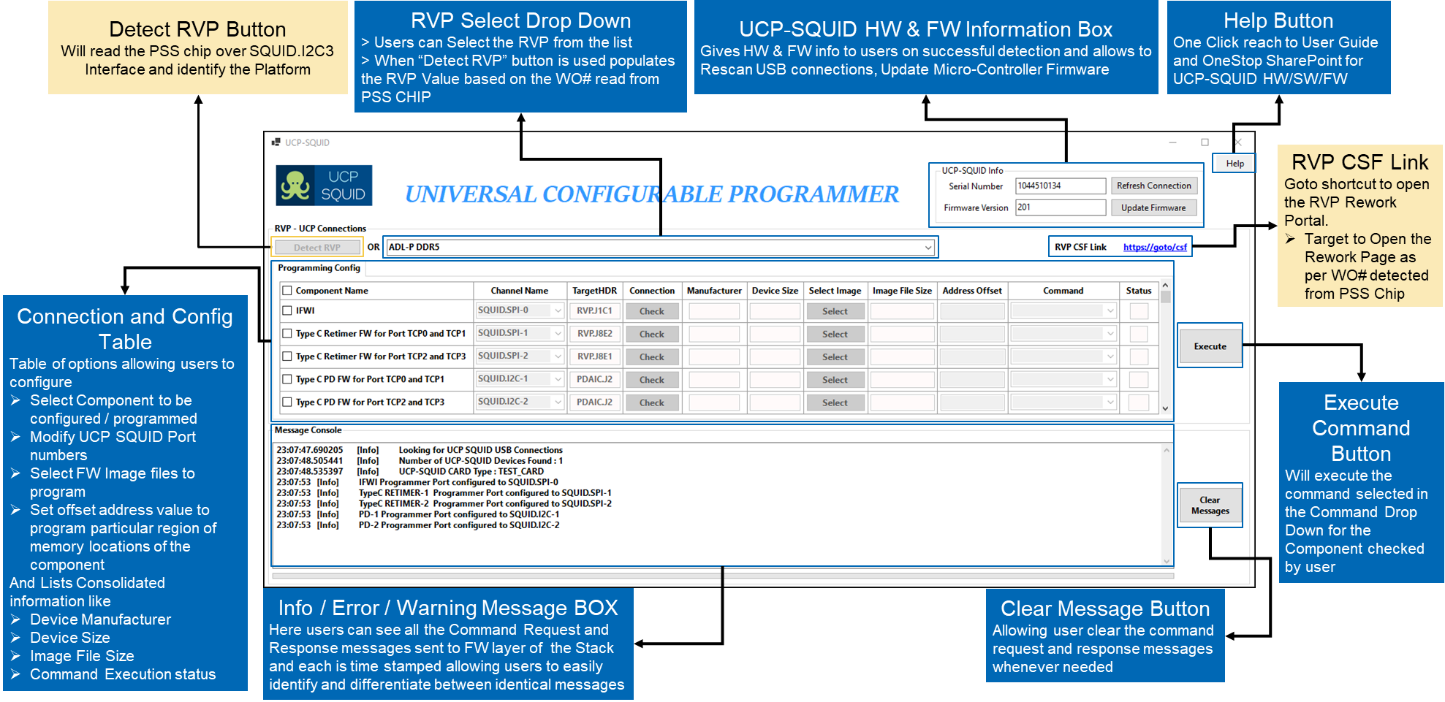 Detect RVP Button
Will read the PSS chip over SQUID.I2C3
Interface and identify the Platform
RVP Select Drop Down
> Users can Select the RVP from the list
> When “Detect RVP” button is used populates
the RVP Value based on the WO# read from
PSS CHIP
UCP-SQUID HW & FW Information Box
Gives HW & FW info to users on successful detection and allows to
Rescan USB connections, Update Micro-Controller Firmware
Help Button
One Click reach to User Guide
and OneStop SharePoint for
UCP-SQUID HW/SW/FW
UCP-SQUID
Help
UCP
SQUID
UNIVERSAL CONFIGURABLE PROGRAMMER
UCP-SQUID Info
Serial Number 1044510134 Refresh Connection
Firmware Version 201 Update Firmware
RVP - UCP Connections
Detect RVP OR ADL-P DDR5 RVP CSF Link https://goto/csf
RVP CSF Link
Goto shortcut to open
the RVP Rework
Portal.
➢ Target to Open the
Rework Page as
per WO# detected
from PSS Chip
Programming Config
Component Name Channel Name TargetHDR Connection Manufacturer Device Size Select Image Image File Size Address Offset Command Status
IFWI SQUID.SPI-0 RVP.J1C1 Check Select
Type C Retimer FW for Port TCP0 and TCP1 SQUID.SPI-1 RVP.J8E2 Check Select
Type C Retimer FW for Port TCP2 and TCP3 SQUID.SPI-2 RVP.J8E1 Check Select
Type C PD FW for Port TCP0 and TCP1 SQUID.I2C-1 PDAIC.J2 Check Select
Type C PD FW for Port TCP2 and TCP3 SQUID.I2C-2 PDAIC.J2 Check Select
Execute
Connection and Config
Table
Table of options allowing users to
configure
➢ Select Component to be
configured / programmed
➢ Modify UCP SQUID Port
numbers
➢ Select FW Image files to
program
➢ Set offset address value to
program particular region of
memory locations of the
component
And Lists Consolidated
information like
➢ Device Manufacturer
➢ Device Size
➢ Image File Size
➢ Command Execution status
Message Console
23:07:47.690205 [Info] Looking for UCP SQUID USB Connections
23:07:48.505441 [Info] Number of UCP-SQUID Devices Found : 1
23:07:48.535397 [Info] UCP-SQUID CARD Type : TEST_CARD
23:07:53 [Info] IFWI Programmer Port configured to SQUID.SPI-0
23:07:53 [Info] TypeC RETIMER-1 Programmer Port configured to SQUID.SPI-1
23:07:53 [Info] TypeC RETIMER-2 Programmer Port configured to SQUID.SPI-2
23:07:53 [Info] PD-1 Programmer Port configured to SQUID.I2C-1
23:07:53 [Info] PD-2 Programmer Port configured to SQUID.I2C-2
Clear
Messages
Execute
Command
Button
Will execute the
command selected in
the Command Drop
Down for the
Component checked
by user
Info / Error / Warning Message BOX
Here users can see all the Command Request and
Response messages sent to FW layer of the Stack
and each is time stamped allowing users to easily
identify and differentiate between identical messages
Clear Message Button
Allowing user clear the command
request and response messages
whenever needed